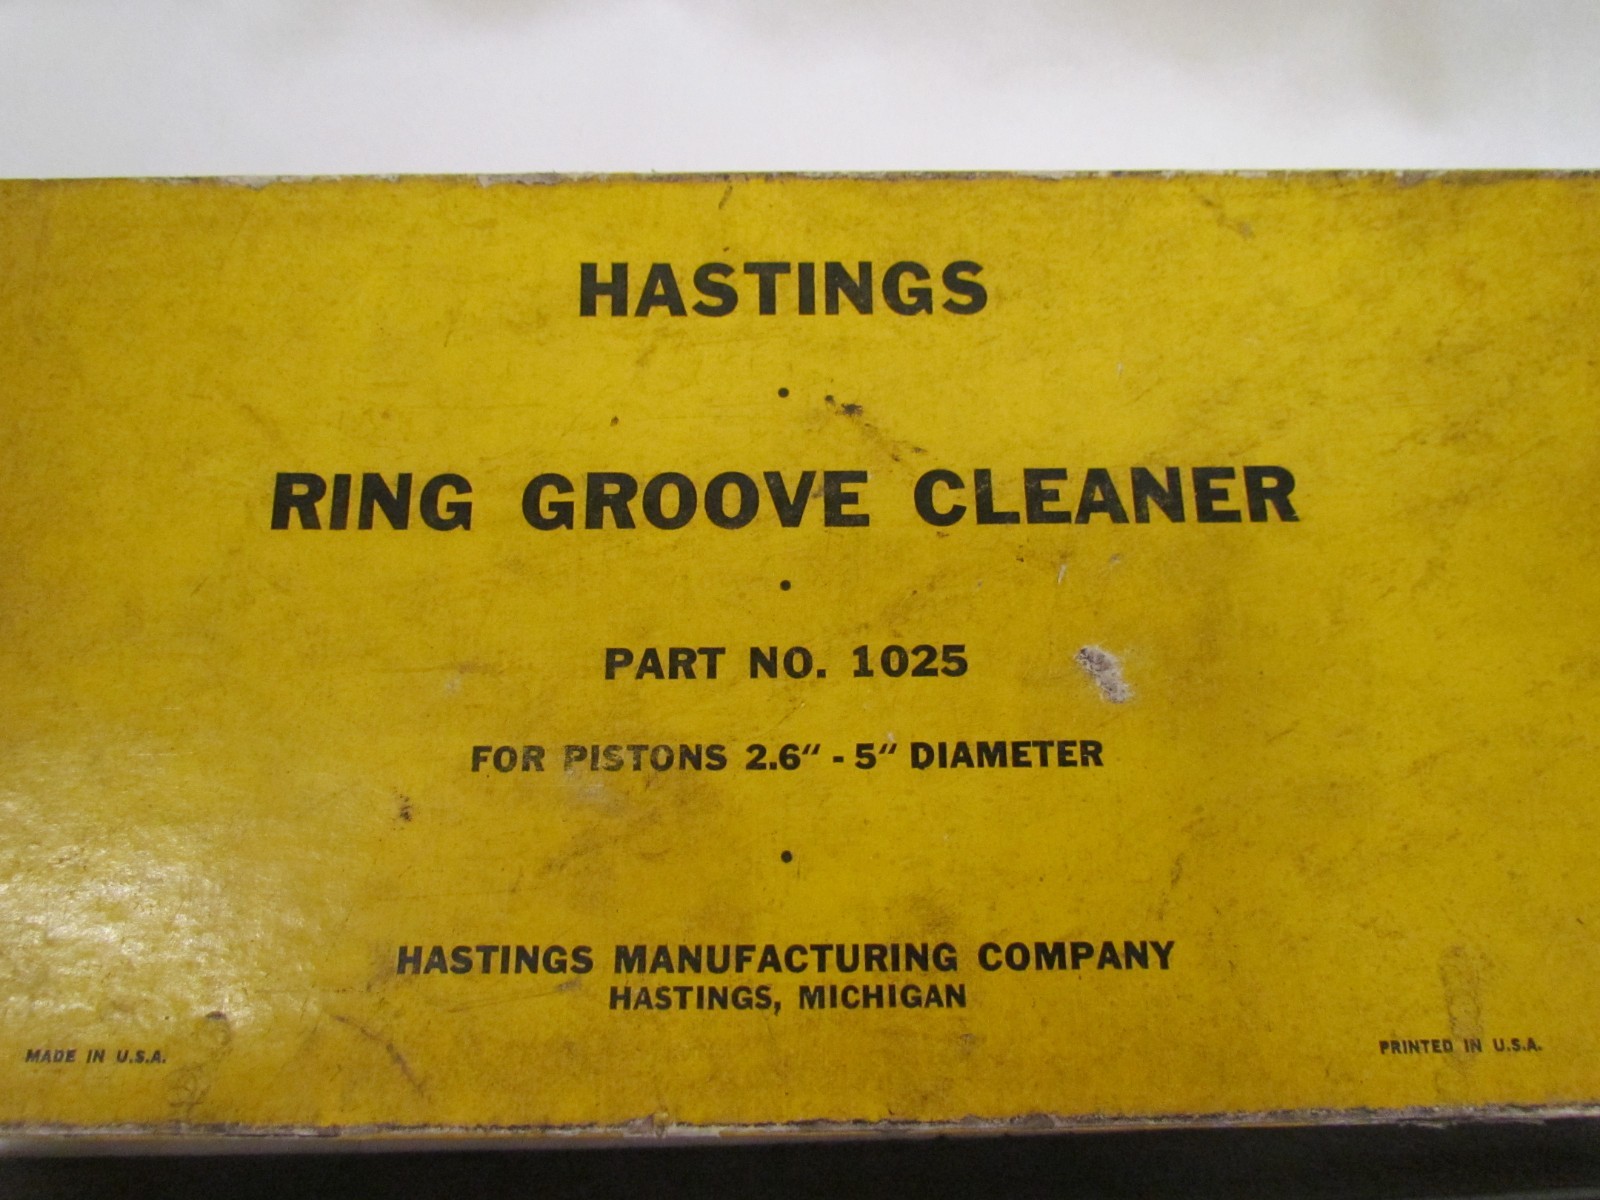 HASTINGS
RING GROOVE CLEANER
PART NO. 1025
FOR PISTONS 2.6" - 5" DIAMETER
HASTINGS MANUFACTURING COMPANY
HASTINGS, MICHIGAN
MADE IN U.S.A.
PRINTED IN U.S.A.